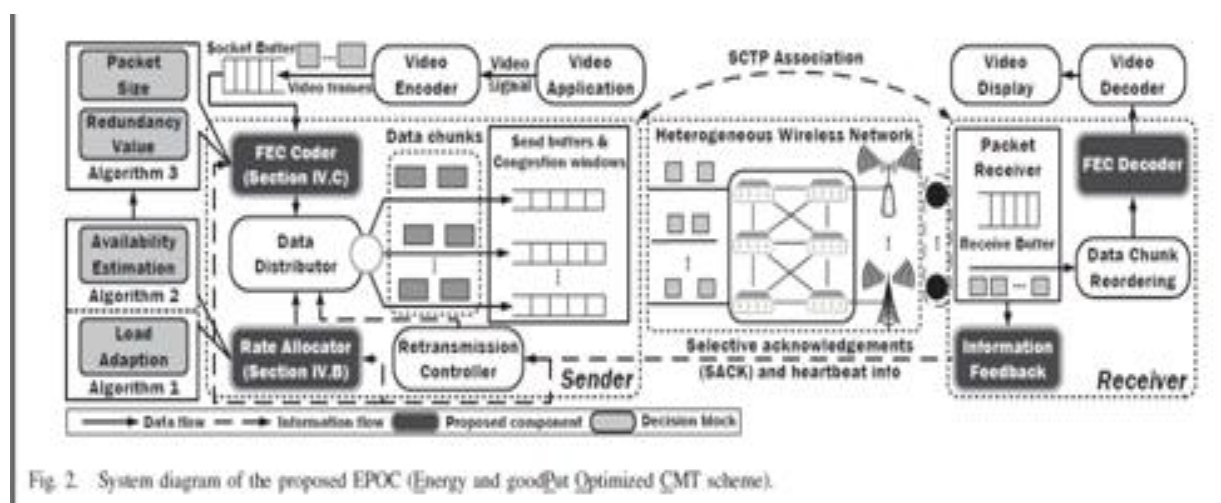 Packet
Size
Redundancy
Value
Algorithm 3
Availability
Estimation
Algorithm 2
Load
Adaption
Algorithm 1
Socket Buffer
Video frames
Video
Encoder
Video
Signal
Video
Application
FEC Coder
(Section IV.C)
Data
Distributor
Rate Allocator
(Section IV.B)
Data chunks
Send buffers &
Congestion windows
Retransmission
Controller
Sender
SCTP Association
Heterogeneous Wireless Network
Selective acknowledgements
(SACK) and heartbeat info
Video
Display
Video
Decoder
Packet
Receiver
Receive Buffer
FEC Decoder
Data Chunk
Reordering
Information
Feedback
Receiver
Data flow
Information flow
Proposed component
Decision block
Fig. 2. System diagram of the proposed EPOC (Energy and goodPut Optimized CMT scheme).